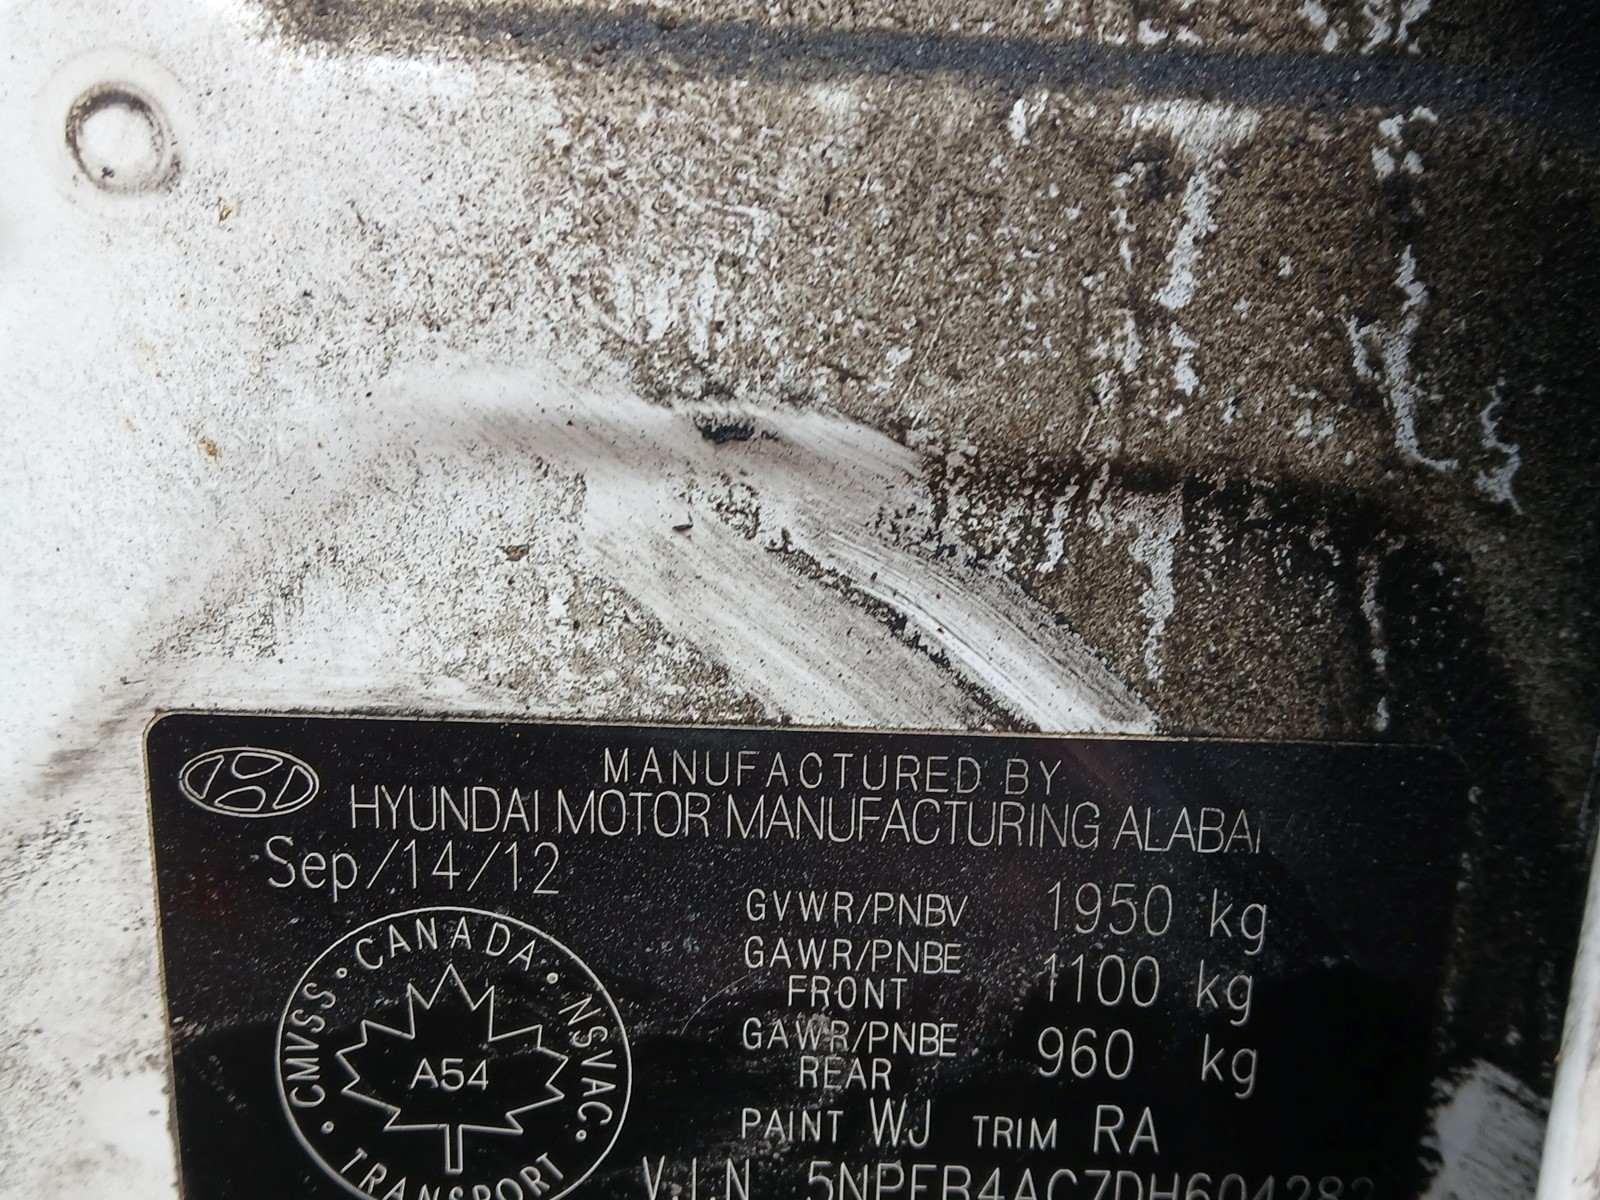 MANUFACTURED BY
HYUNDAI MOTOR MANUFACTURING
Sep/14/12
GVWR/PNBV 1950 kg
GAWR/PNBE FRONT 1100 kg
GAWR/PNBE REAR 960 kg
PAINT WJ TRIM RA
V.I.N
CMVSS • CANADA • NSVAC • TRANSPORT •
A54